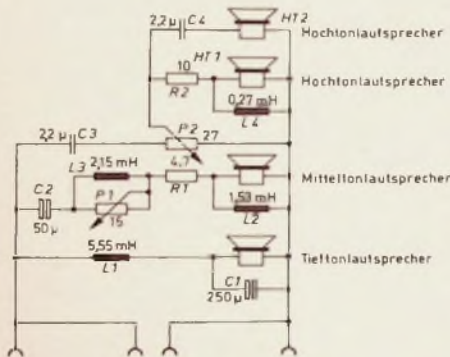 2,2µ C4 HT2
Hochtonlautsprecher
10 HT1
Hochtonlautsprecher
R2
0,27 mH
L4
2,2µ C3 P2 27
L3 2,15 mH 4,7
Mitteltonlautsprecher
C2 P1 R1 1,53 mH
50µ 15 L2
5,55 mH
Tieftonlautsprecher
L1 C1
250µ